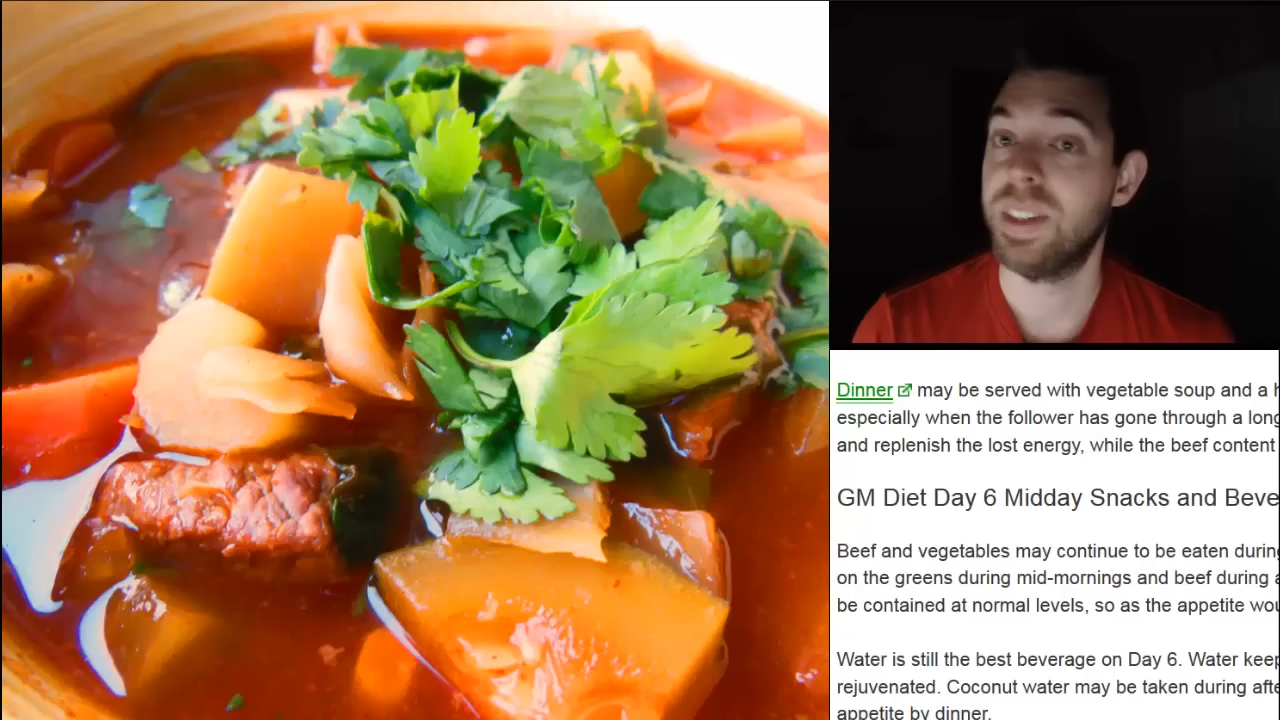 Dinner may be served with vegetable soup and a
especially when the follower has gone through a long
and replenish the lost energy, while the beef content
GM Diet Day 6 Midday Snacks and Beve
Beef and vegetables may continue to be eaten during
on the greens during mid-mornings and beef during
be contained at normal levels, so as the appetite wou
Water is still the best beverage on Day 6. Water keep
rejuvenated. Coconut water may be taken during afte
appetite by dinner.